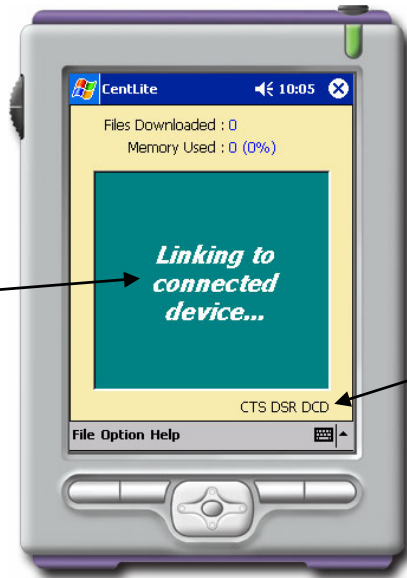 CentLite 10:05
Files Downloaded : 0
Memory Used : 0 (0%)
Linking to
connected
device...
CTS DSR DCD
File Option Help